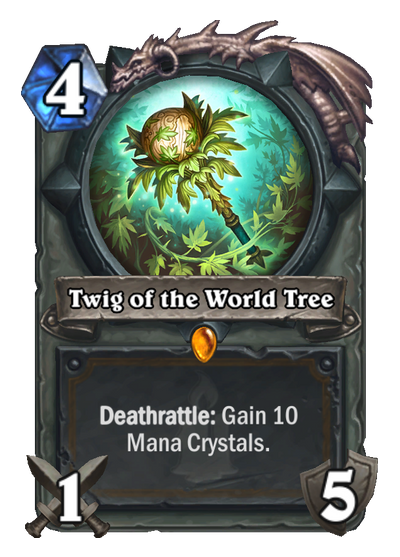 4
Twig of the World Tree
Deathrattle: Gain 10
Mana Crystals.
1
5